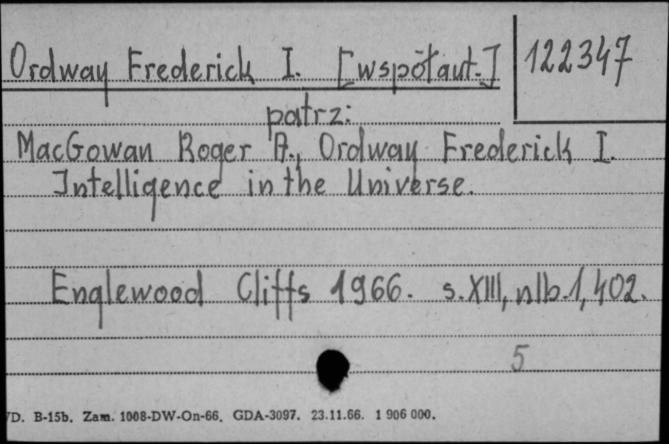 Ordway Frederick I. [współaut.] 122347
patrz:
MacGowan Roger A., Ordway Frederick I.
Intelligence in the Universe.
Englewood Cliffs 1966. s. XIII, nlb. 1, 402.
5
D. B-15b. Zam. 1008-DW-On-66. GDA-3097. 23.11.66. 1 906 000.